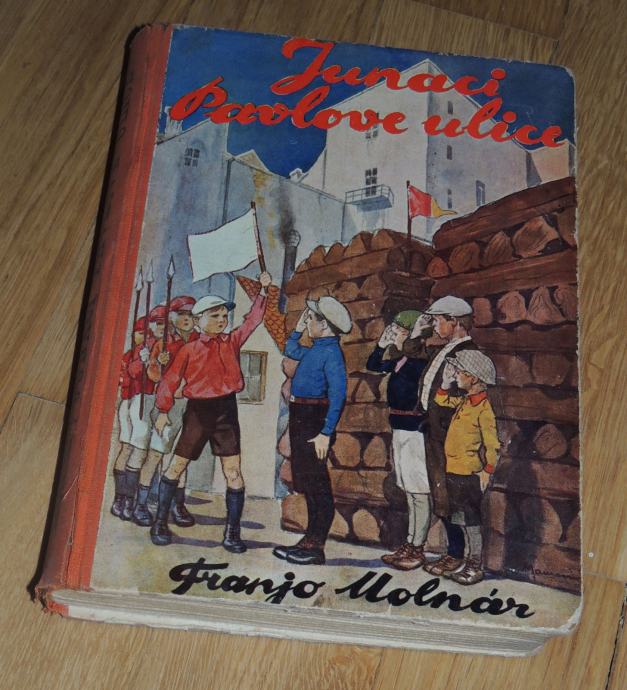 Junaci
Pavlove ulice
Franjo Molnár